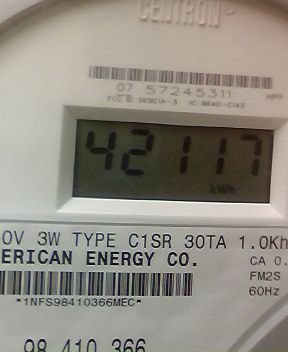 CENTRON®
07 57245311
42117
kWh
0V 3W TYPE C1SR 30TA 1.0Kh
ERICAN ENERGY CO.
CA 0.
FM2S
*1NFS98410366MEC*
60Hz
98 410 366